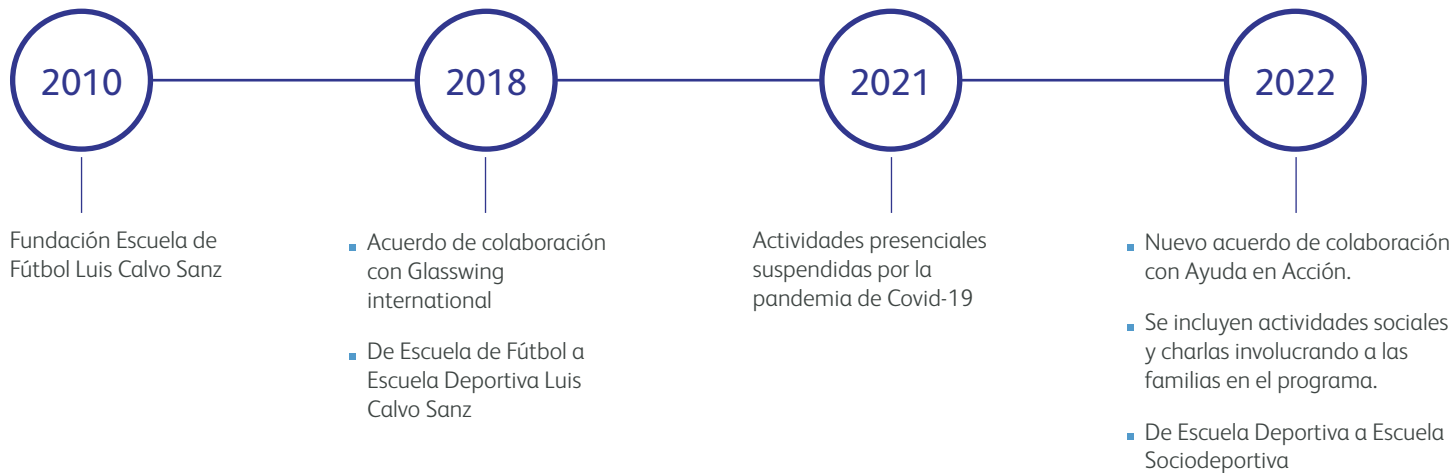 2010
2018
2021
2022
Fundación Escuela de
Fútbol Luis Calvo Sanz
Acuerdo de colaboración
con Glasswing
international
De Escuela de Fútbol a
Escuela Deportiva Luis
Calvo Sanz
Actividades presenciales
suspendidas por la
pandemia de Covid-19
Nuevo acuerdo de colaboración
con Ayuda en Acción.
Se incluyen actividades sociales
y charlas involucrando a las
familias en el programa.
De Escuela Deportiva a Escuela
Sociodeportiva